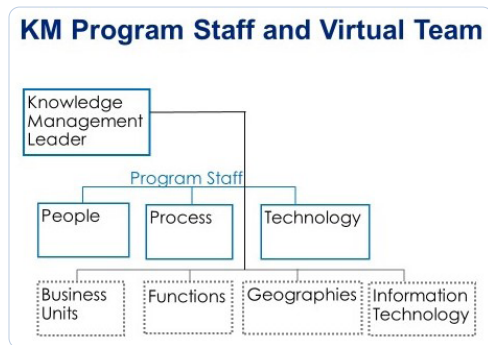 KM Program Staff and Virtual Team
Knowledge
Management
Leader
Program Staff
People
Process
Technology
Business
Units
Functions
Geographies
Information
Technology